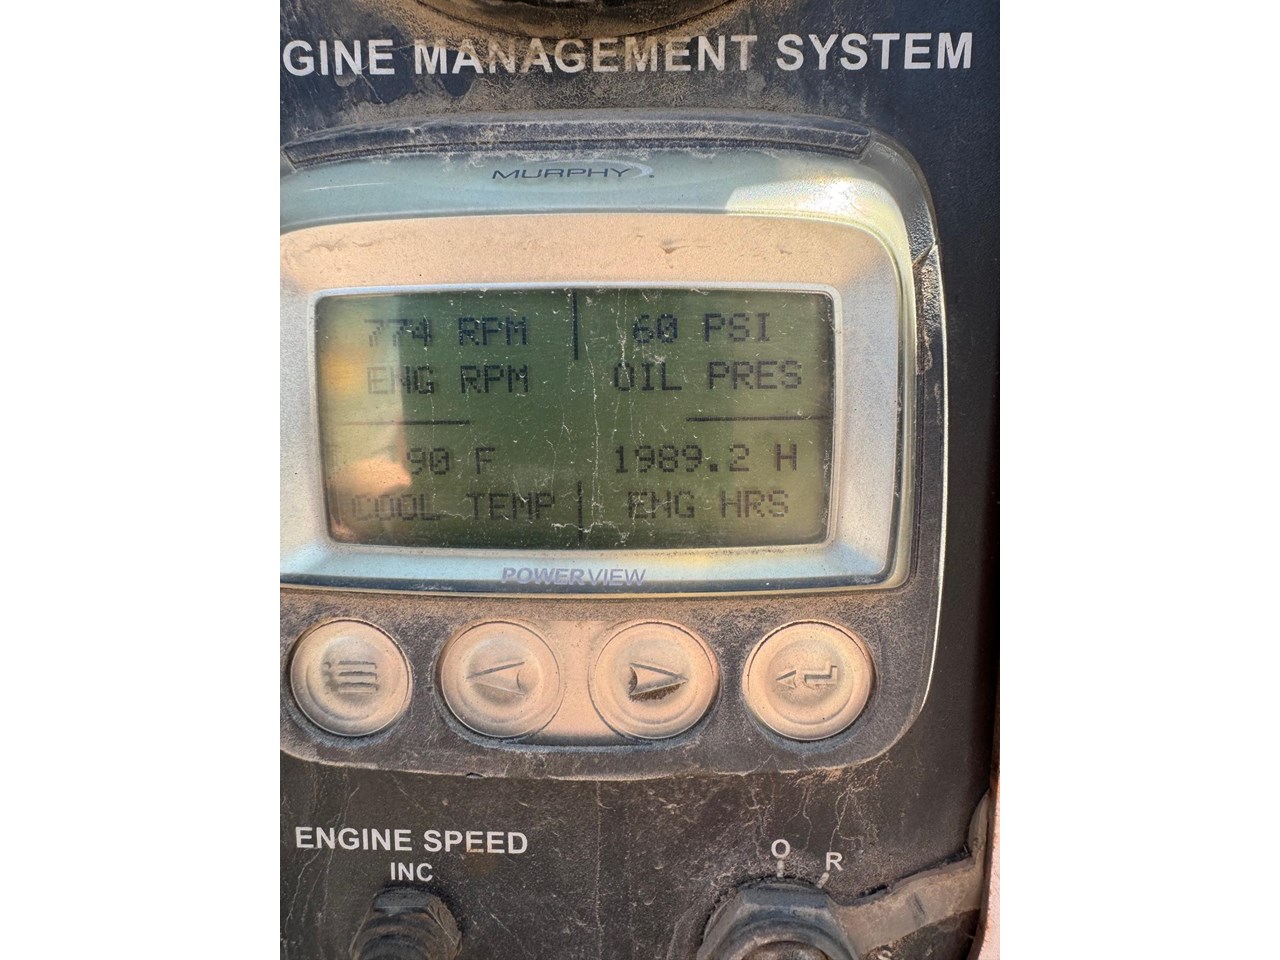 GINE MANAGEMENT SYSTEM
MURPHY
774 RPM 60 PSI
ENG RPM OIL PRES
90 F 1989.2 H
COOL TEMP ENG HRS
POWERVIEW
ENGINE SPEED
INC
O R
S